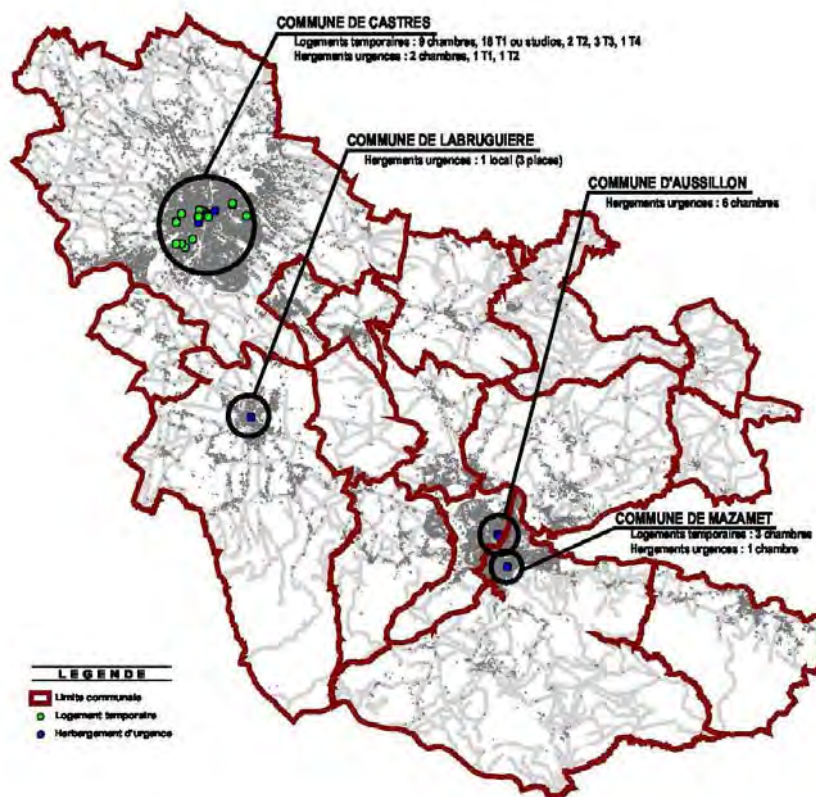 COMMUNE DE CASTRES
Logements temporaires : 9 chambres, 18 T1 ou studios, 2 T2, 3 T3, 1 T4
Hergements urgences : 2 chambres, 1 T1, 1 T2
COMMUNE DE LABRUGUIERE
Hergements urgences : 1 local (3 places)
COMMUNE D'AUSSILLON
Hergements urgences : 6 chambres
COMMUNE DE MAZAMET
Logements temporaires : 3 chambres
Hergements urgences : 1 chambre
LEGENDE
Limite communale
Logement temporaire
Herbergement d'urgence